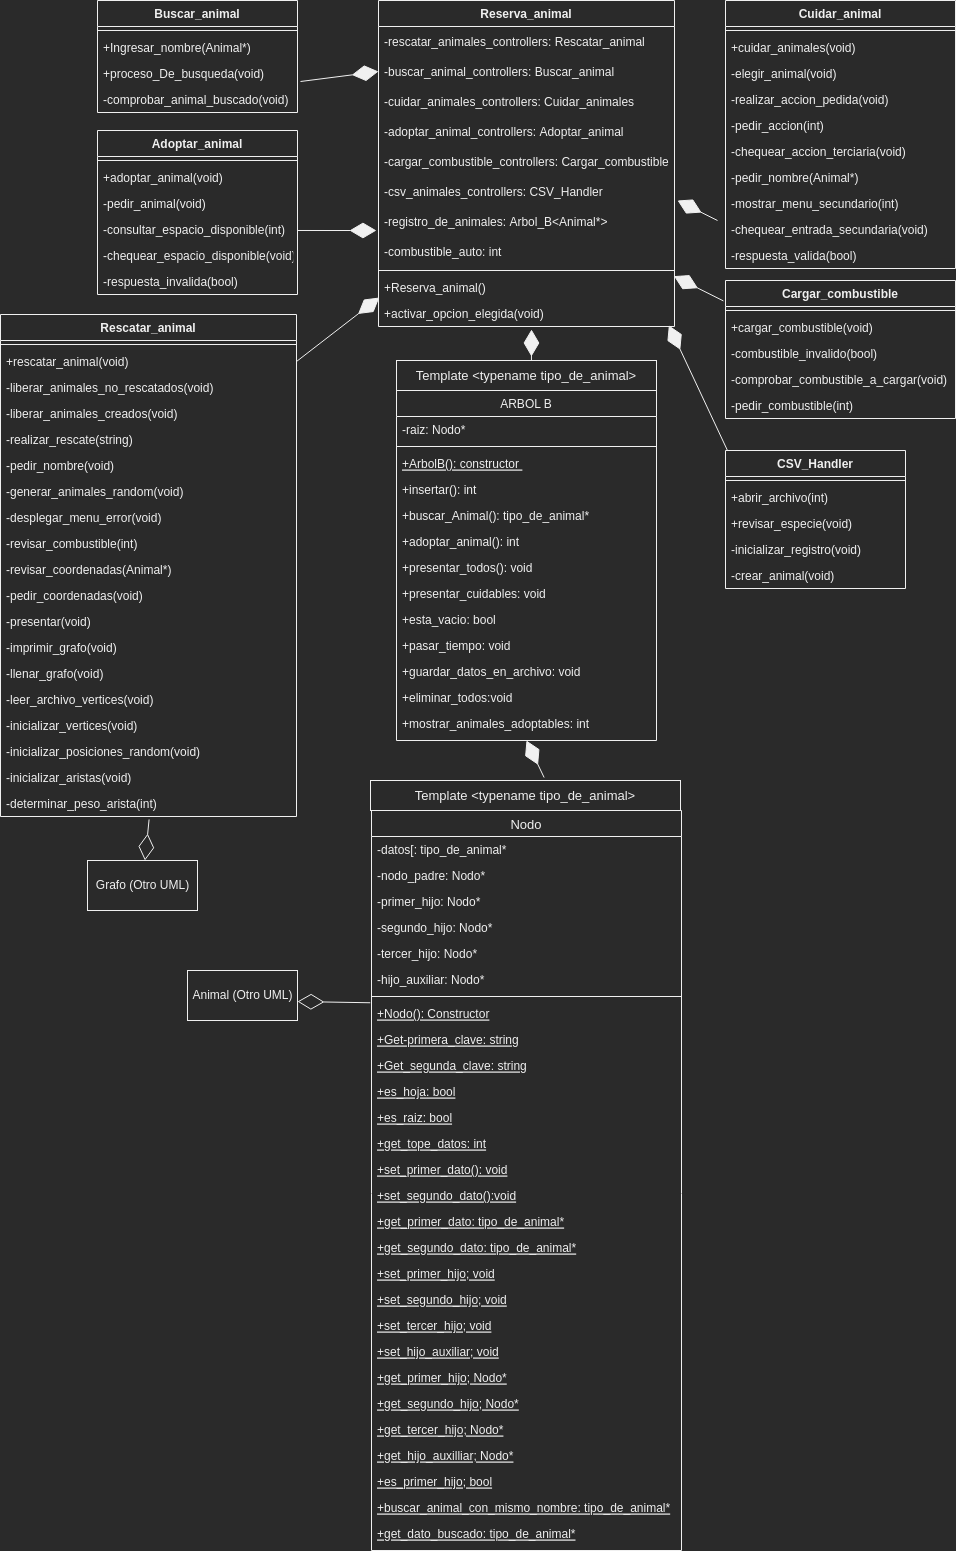 Buscar_animal
+Ingresar_nombre(Animal*)
+proceso_De_busqueda(void)
-comprobar_animal_buscado(void)
Adoptar_animal
+adoptar_animal(void)
-pedir_animal(void)
-consultar_espacio_disponible(int)
-chequear_espacio_disponible(void)
-respuesta_invalida(bool)
Reserva_animal
-rescatar_animales_controllers: Rescatar_animal
-buscar_animal_controllers: Buscar_animal
-cuidar_animales_controllers: Cuidar_animales
-adoptar_animal_controllers: Adoptar_animal
-cargar_combustible_controllers: Cargar_combustible
-csv_animales_controllers: CSV_Handler
-registro_de_animales: Arbol_B<Animal*>
-combustible_auto: int
+Reserva_animal()
+activar_opcion_elegida(void)
Cuidar_animal
+cuidar_animales(void)
-elegir_animal(void)
-realizar_accion_pedida(void)
-pedir_accion(int)
-chequear_accion_terciaria(void)
-pedir_nombre(Animal*)
-mostrar_menu_secundario(int)
-chequear_entrada_secundaria(void)
-respuesta_valida(bool)
Cargar_combustible
+cargar_combustible(void)
-combustible_invalido(bool)
-comprobar_combustible_a_cargar(void)
-pedir_combustible(int)
CSV_Handler
+abrir_archivo(int)
+revisar_especie(void)
-inicializar_registro(void)
-crear_animal(void)
Rescatar_animal
+rescatar_animal(void)
-liberar_animales_no_rescatados(void)
-liberar_animales_creados(void)
-realizar_rescate(string)
-pedir_nombre(void)
-generar_animales_random(void)
-desplegar_menu_error(void)
-revisar_combustible(int)
-revisar_coordenadas(Animal*)
-pedir_coordenadas(void)
-presentar(void)
-imprimir_grafo(void)
-llenar_grafo(void)
-leer_archivo_vertices(void)
-inicializar_vertices(void)
-inicializar_posiciones_random(void)
-inicializar_aristas(void)
-determinar_peso_arista(int)
Grafo (Otro UML)
Template <typename tipo_de_animal>
ARBOL B
-raiz: Nodo*
+ArbolB(): constructor
+insertar(): int
+buscar_Animal(): tipo_de_animal*
+adoptar_animal(): int
+presentar_todos(): void
+presentar_cuidables: void
+esta_vacio: bool
+pasar_tiempo: void
+guardar_datos_en_archivo: void
+eliminar_todos:void
+mostrar_animales_adoptables: int
Animal (Otro UML)
Template <typename tipo_de_animal>
Nodo
-datos[: tipo_de_animal*
-nodo_padre: Nodo*
-primer_hijo: Nodo*
-segundo_hijo: Nodo*
-tercer_hijo: Nodo*
-hijo_auxiliar: Nodo*
+Nodo(): Constructor
+Get-primera_clave: string
+Get_segunda_clave: string
+es_hoja: bool
+es_raiz: bool
+get_tope_datos: int
+set_primer_dato(): void
+set_segundo_dato():void
+get_primer_dato: tipo_de_animal*
+get_segundo_dato: tipo_de_animal*
+set_primer_hijo; void
+set_segundo_hijo; void
+set_tercer_hijo; void
+set_hijo_auxiliar; void
+get_primer_hijo; Nodo*
+get_segundo_hijo; Nodo*
+get_tercer_hijo; Nodo*
+get_hijo_auxilliar; Nodo*
+es_primer_hijo; bool
+buscar_animal_con_mismo_nombre: tipo_de_animal*
+get_dato_buscado: tipo_de_animal*